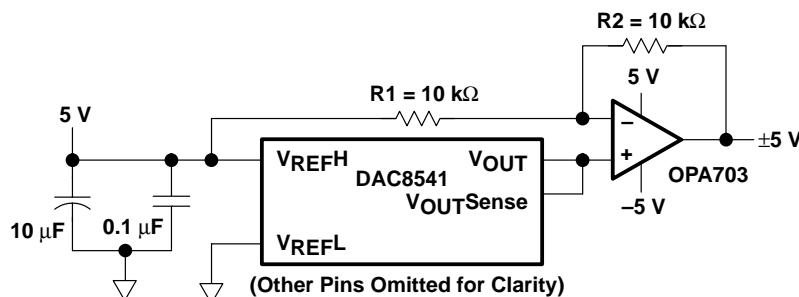 R2 = 10 kΩ
5 V
R1 = 10 kΩ
5 V
−
±5 V
VREFH
VOUT
+
DAC8541
OPA703
VOUTSense
−5 V
10 µF
0.1 µF
VREFL
(Other Pins Omitted for Clarity)